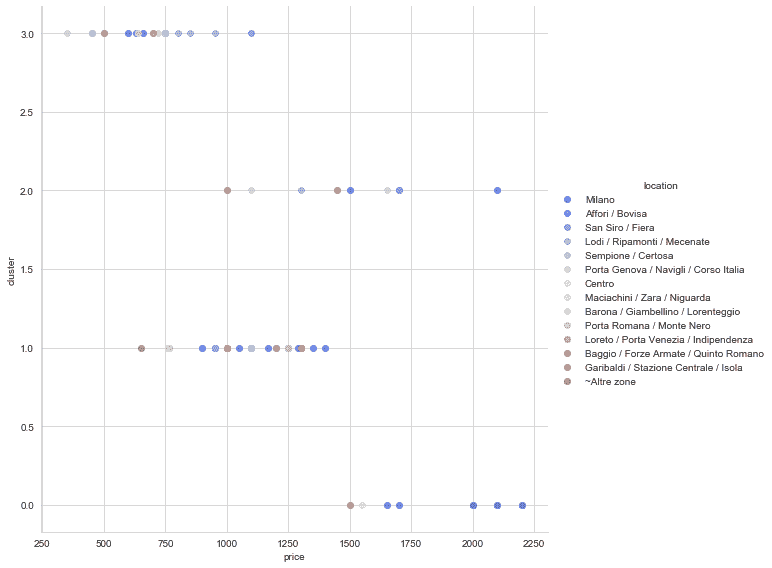 3.0
2.5
2.0
1.5
1.0
0.5
0.0
cluster
250 500 750 1000 1250 1500 1750 2000 2250
price
location
Milano
Affori / Bovisa
San Siro / Fiera
Lodi / Ripamonti / Mecenate
Sempione / Certosa
Porta Genova / Navigli / Corso Italia
Centro
Maciachini / Zara / Niguarda
Barona / Giambellino / Lorenteggio
Porta Romana / Monte Nero
Loreto / Porta Venezia / Indipendenza
Baggio / Forze Armate / Quinto Romano
Garibaldi / Stazione Centrale / Isola
~Altre zone